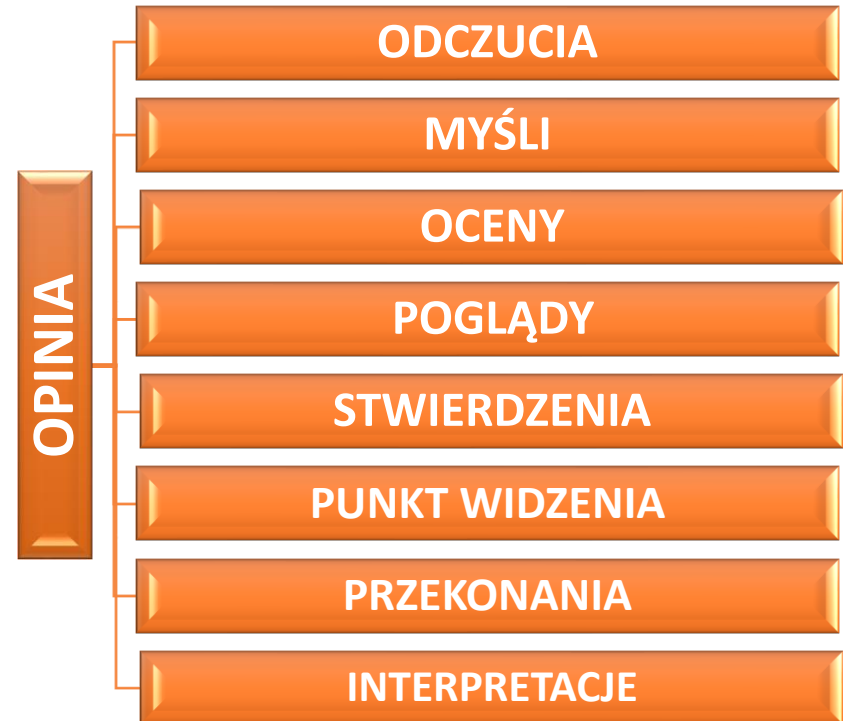 OPINIA
ODCZUCIA
MYŚLI
OCENY
POGLĄDY
STWIERDZENIA
PUNKT WIDZENIA
PRZEKONANIA
INTERPRETACJE